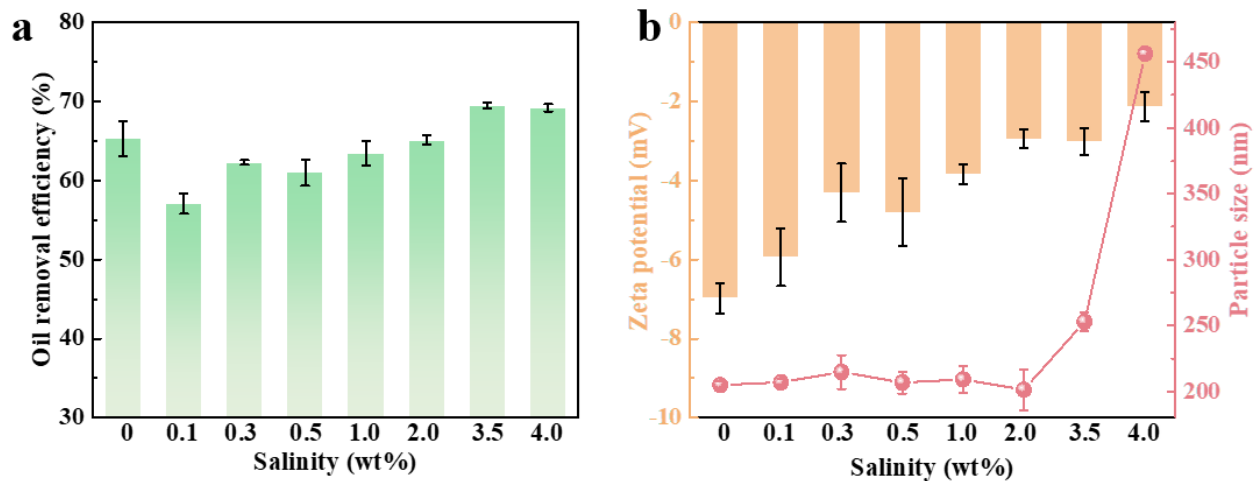 a
80
70
60
50
40
30
Oil removal efficiency (%)
0 0.1 0.3 0.5 1.0 2.0 3.5 4.0
Salinity (wt%)
b
0
-2
-4
-6
-8
-10
Zeta potential (mV)
450
400
350
300
250
200
Particle size (nm)
0 0.1 0.3 0.5 1.0 2.0 3.5 4.0
Salinity (wt%)